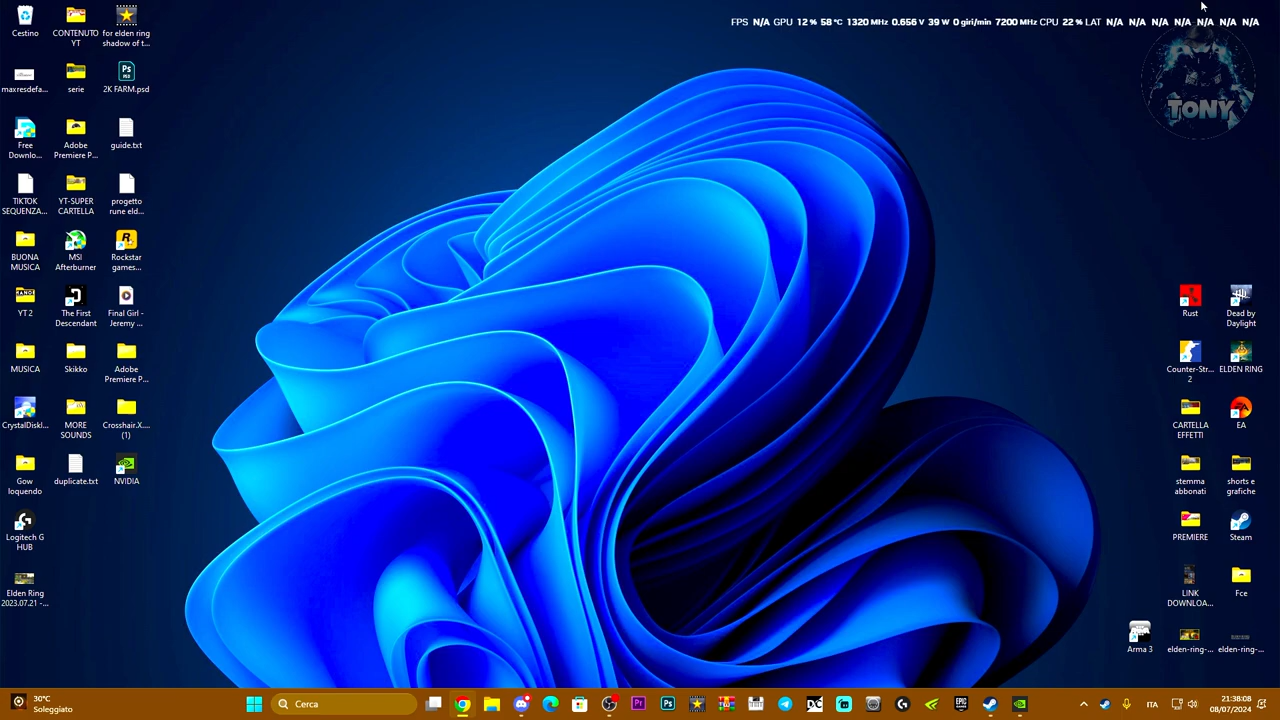 FPS N/A GPU 12 % 58 °C 1320 MHz 0.656 V 39 W 0 giri/min 7200 MHz CPU 22 % LAT N/A N/A N/A N/A N/A N/A N/A
TONY
Cestino
CONTENUTO YT
for elden ring
shadow of t...
maxresdefa...
serie
2K FARM.psd
Free
Downlo...
Adobe
Premiere P...
guide.txt
TIKTOK
SEQUENZA...
YT-SUPER
CARTELLA
progetto
rune eld...
BUONA
MUSICA
MSI
Afterburner
Rockstar
games...
YT 2
The First
Descendant
Final Girl -
Jeremy ...
MUSICA
Skikko
Adobe
Premiere P...
CrystalDiskI...
MORE
SOUNDS
Crosshair.X....
(1)
Gow
loquendo
duplicate.txt
NVIDIA
Logitech G
HUB
Elden Ring
2023.07.21 -...
Rust
Dead by
Daylight
Counter-Str...
2
ELDEN RING
CARTELLA
EFFETTI
EA
stemma
abbonati
shorts e
grafiche
PREMIERE
Steam
LINK
DOWNLOA...
Fce
Arma 3
elden-ring-...
elden-ring-...
30°C
Soleggiato
Cerca
ITA
21:38:08
08/07/2024